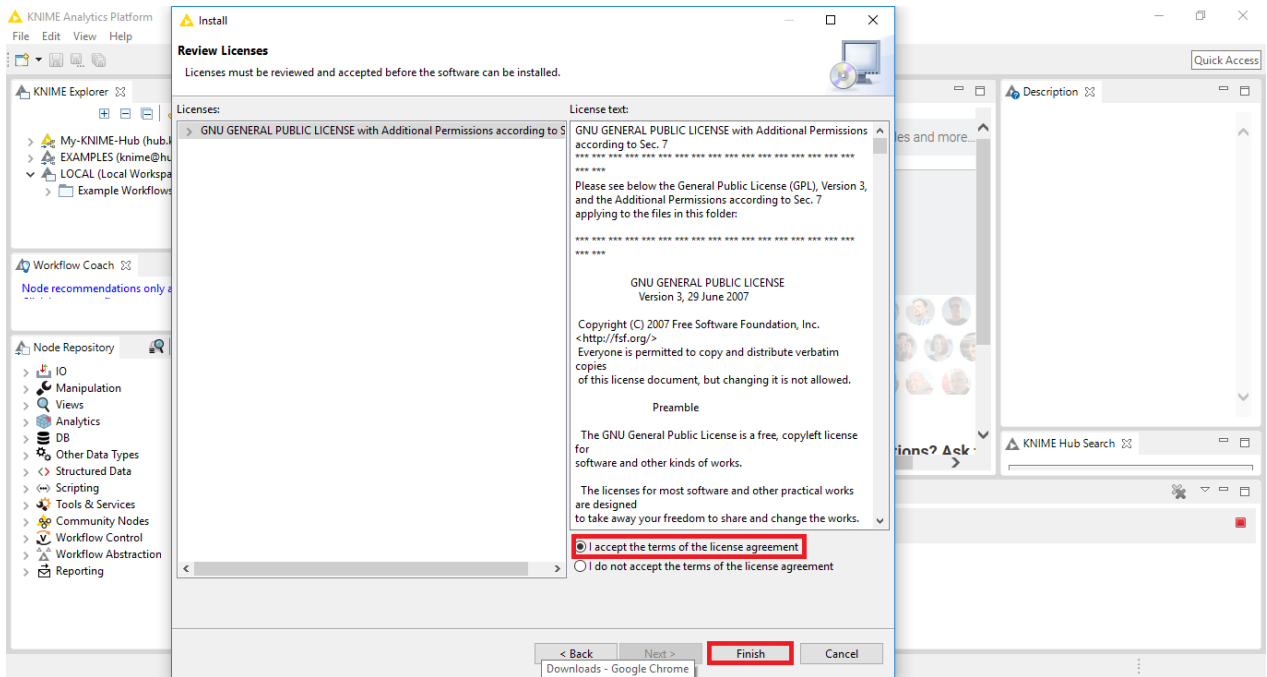 KNIME Analytics Platform
File Edit View Help
Quick Access
KNIME Explorer
My-KNIME-Hub (hub.k
EXAMPLES (knime@hu
LOCAL (Local Workspa
Example Workflows
Workflow Coach
Node recommendations only a
Node Repository
IO
Manipulation
Views
Analytics
DB
Other Data Types
Structured Data
Scripting
Tools & Services
Community Nodes
Workflow Control
Workflow Abstraction
Reporting
Install
Review Licenses
Licenses must be reviewed and accepted before the software can be installed.
Licenses:
GNU GENERAL PUBLIC LICENSE with Additional Permissions according to S
License text:
GNU GENERAL PUBLIC LICENSE with Additional Permissions
according to Sec. 7
*** *** *** *** *** *** *** *** *** *** *** *** *** *** *** *** ***
*** ***
Please see below the General Public License (GPL), Version 3,
and the Additional Permissions according to Sec. 7
applying to the files in this folder:
*** *** *** *** *** *** *** *** *** *** *** *** *** *** *** *** ***
*** ***
GNU GENERAL PUBLIC LICENSE
Version 3, 29 June 2007
Copyright (C) 2007 Free Software Foundation, Inc.
<http://fsf.org/>
Everyone is permitted to copy and distribute verbatim
copies
of this license document, but changing it is not allowed.
Preamble
The GNU General Public License is a free, copyleft license
for
software and other kinds of works.
The licenses for most software and other practical works
are designed
to take away your freedom to share and change the works.
I accept the terms of the license agreement
I do not accept the terms of the license agreement
< Back Next > Finish Cancel
Downloads - Google Chrome
les and more...
ions? Ask
Description
KNIME Hub Search